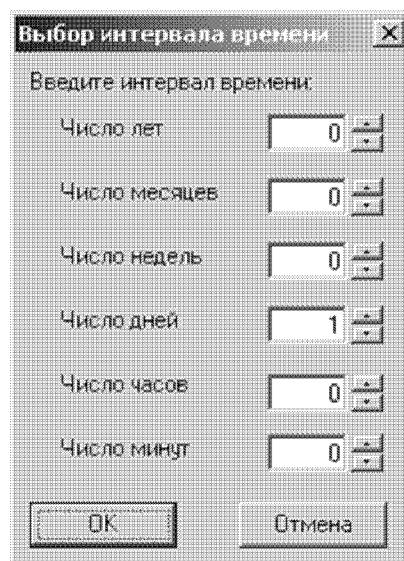 Выбор интервала времени
Введите интервал времени:
Число лет 0
Число месяцев 0
Число недель 0
Число дней 1
Число часов 0
Число минут 0
OK Отмена